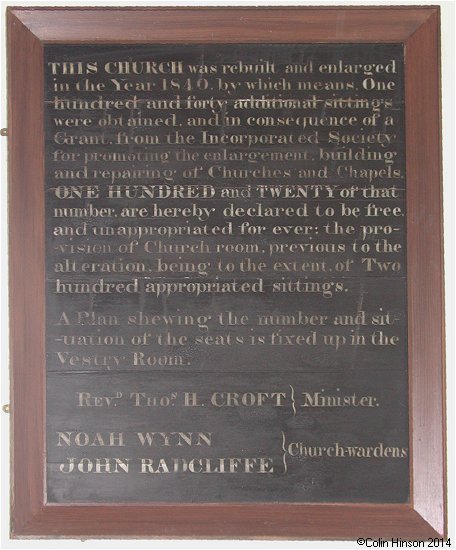 THIS CHURCH was rebuilt and enlarged
in the Year 1840, by which means, One
hundred and forty additional sittings
were obtained, and in consequence of a
Grant, from the Incorporated Society
for promoting the enlargement, building
and repairing of Churches and Chapels,
ONE HUNDRED and TWENTY of that
number, are hereby declared to be free,
and unappropriated for ever; the pro-
vision of Church room, previous to the
alteration, being to the extent, of Two
hundred appropriated sittings.
A Plan shewing the number and sit-
uation of the seats is fixed up in the
Vestry Room.
REV.D THO.S H. CROFT } Minister.
NOAH WYNN
JOHN RADCLIFFE } Church-wardens
©Colin Hinson 2014